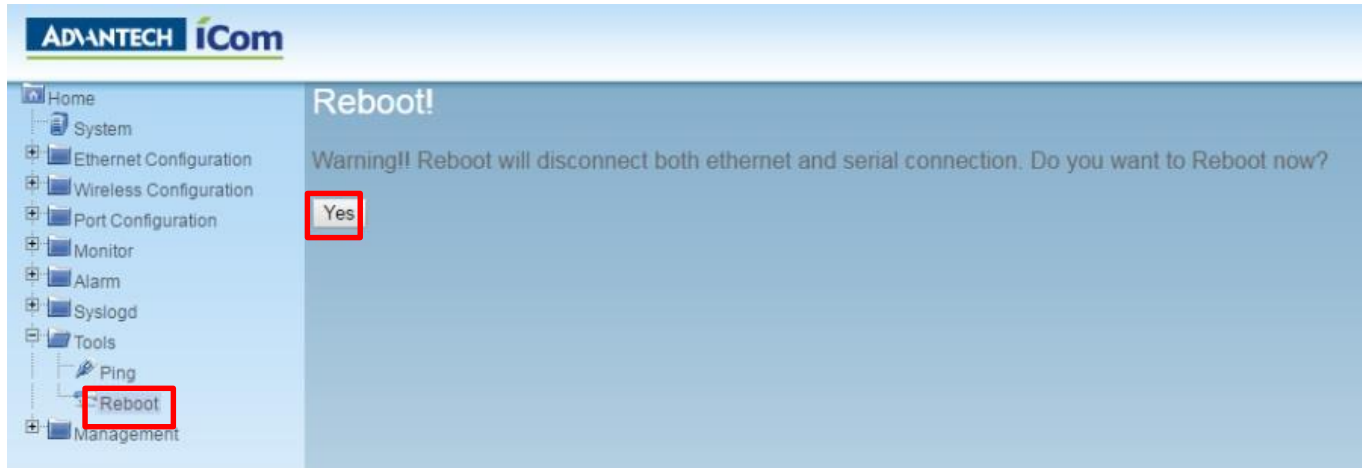 ADVANTECH iCom
Home
System
Ethernet Configuration
Wireless Configuration
Port Configuration
Monitor
Alarm
Syslogd
Tools
Ping
Reboot
Management
Reboot!
Warning!! Reboot will disconnect both ethernet and serial connection. Do you want to Reboot now?
Yes